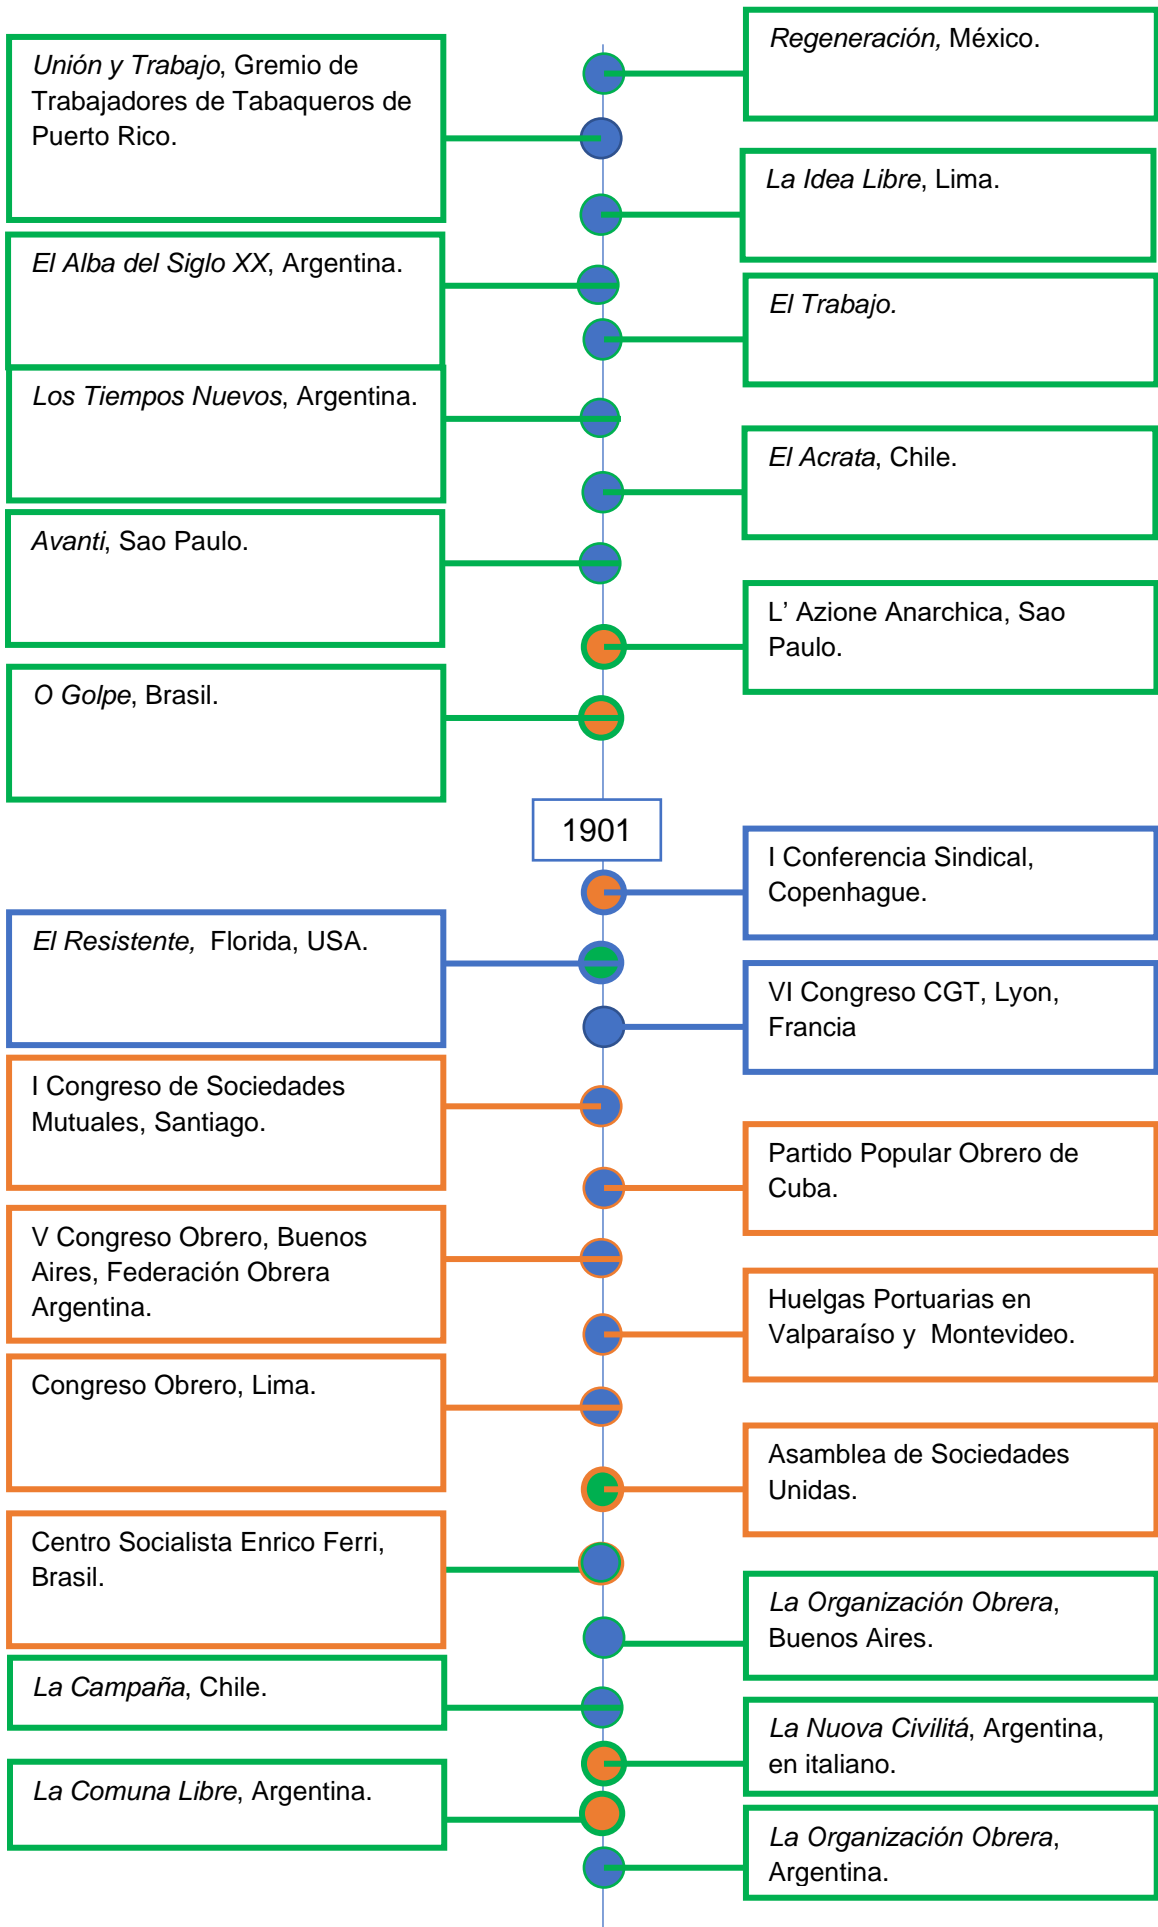 Regeneración, México.
Unión y Trabajo, Gremio de
Trabajadores de Tabaqueros de
Puerto Rico.
La Idea Libre, Lima.
El Alba del Siglo XX, Argentina.
El Trabajo.
Los Tiempos Nuevos, Argentina.
El Acrata, Chile.
Avanti, Sao Paulo.
L' Azione Anarchica, Sao
Paulo.
O Golpe, Brasil.
1901
I Conferencia Sindical,
Copenhague.
El Resistente, Florida, USA.
VI Congreso CGT, Lyon,
Francia
I Congreso de Sociedades
Mutuales, Santiago.
Partido Popular Obrero de
Cuba.
V Congreso Obrero, Buenos
Aires, Federación Obrera
Argentina.
Huelgas Portuarias en
Valparaíso y Montevideo.
Congreso Obrero, Lima.
Asamblea de Sociedades
Unidas.
Centro Socialista Enrico Ferri,
Brasil.
La Organización Obrera,
Buenos Aires.
La Campaña, Chile.
La Nuova Civilitá, Argentina,
en italiano.
La Comuna Libre, Argentina.
La Organización Obrera,
Argentina.